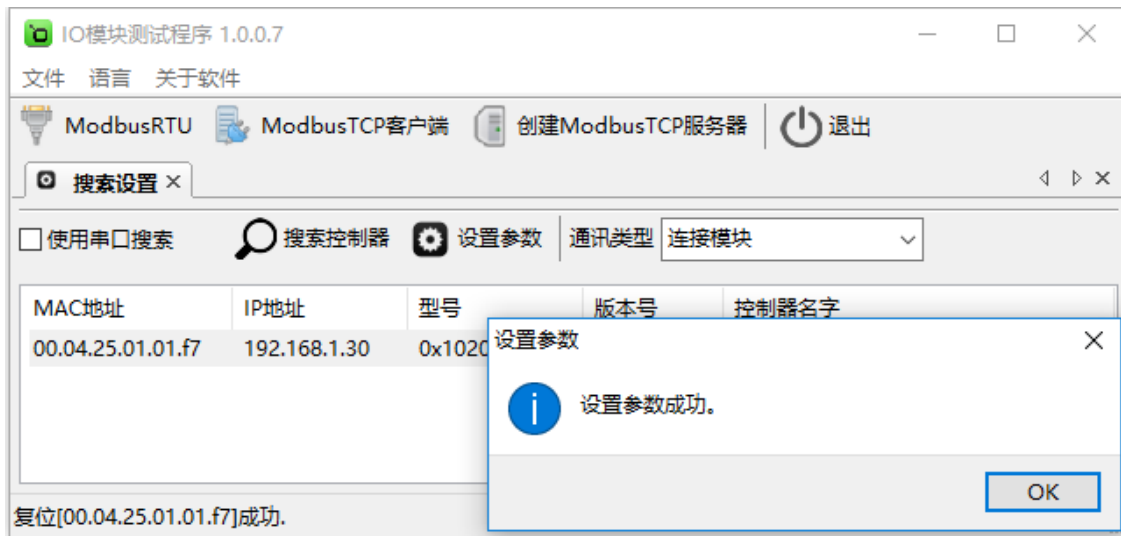 IO模块测试程序 1.0.0.7
文件 语言 关于软件
ModbusRTU ModbusTCP客户端 创建ModbusTCP服务器 退出
搜索设置
使用串口搜索 搜索控制器 设置参数 通讯类型 连接模块
MAC地址 IP地址 型号 版本号 控制器名字
00.04.25.01.01.f7 192.168.1.30 0x1020
设置参数
设置参数成功。
OK
复位[00.04.25.01.01.f7]成功.